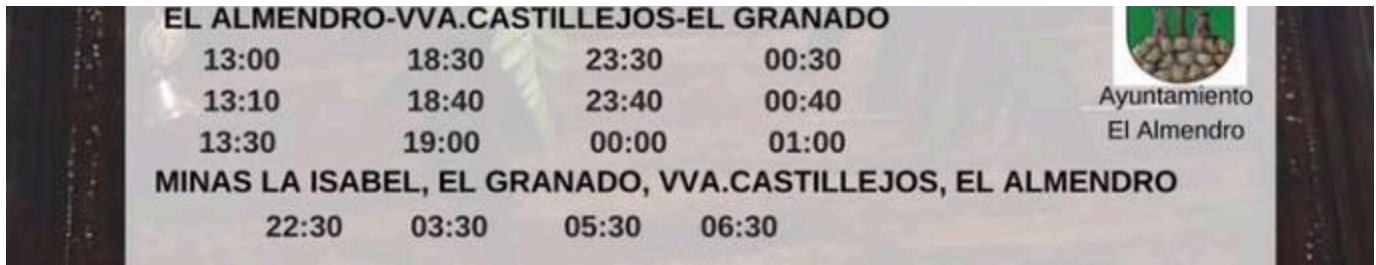 EL ALMENDRO-VVA.CASTILLEJOS-EL GRANADO
13:00 18:30 23:30 00:30
13:10 18:40 23:40 00:40
13:30 19:00 00:00 01:00
Ayuntamiento
El Almendro
MINAS LA ISABEL, EL GRANADO, VVA.CASTILLEJOS, EL ALMENDRO
22:30 03:30 05:30 06:30